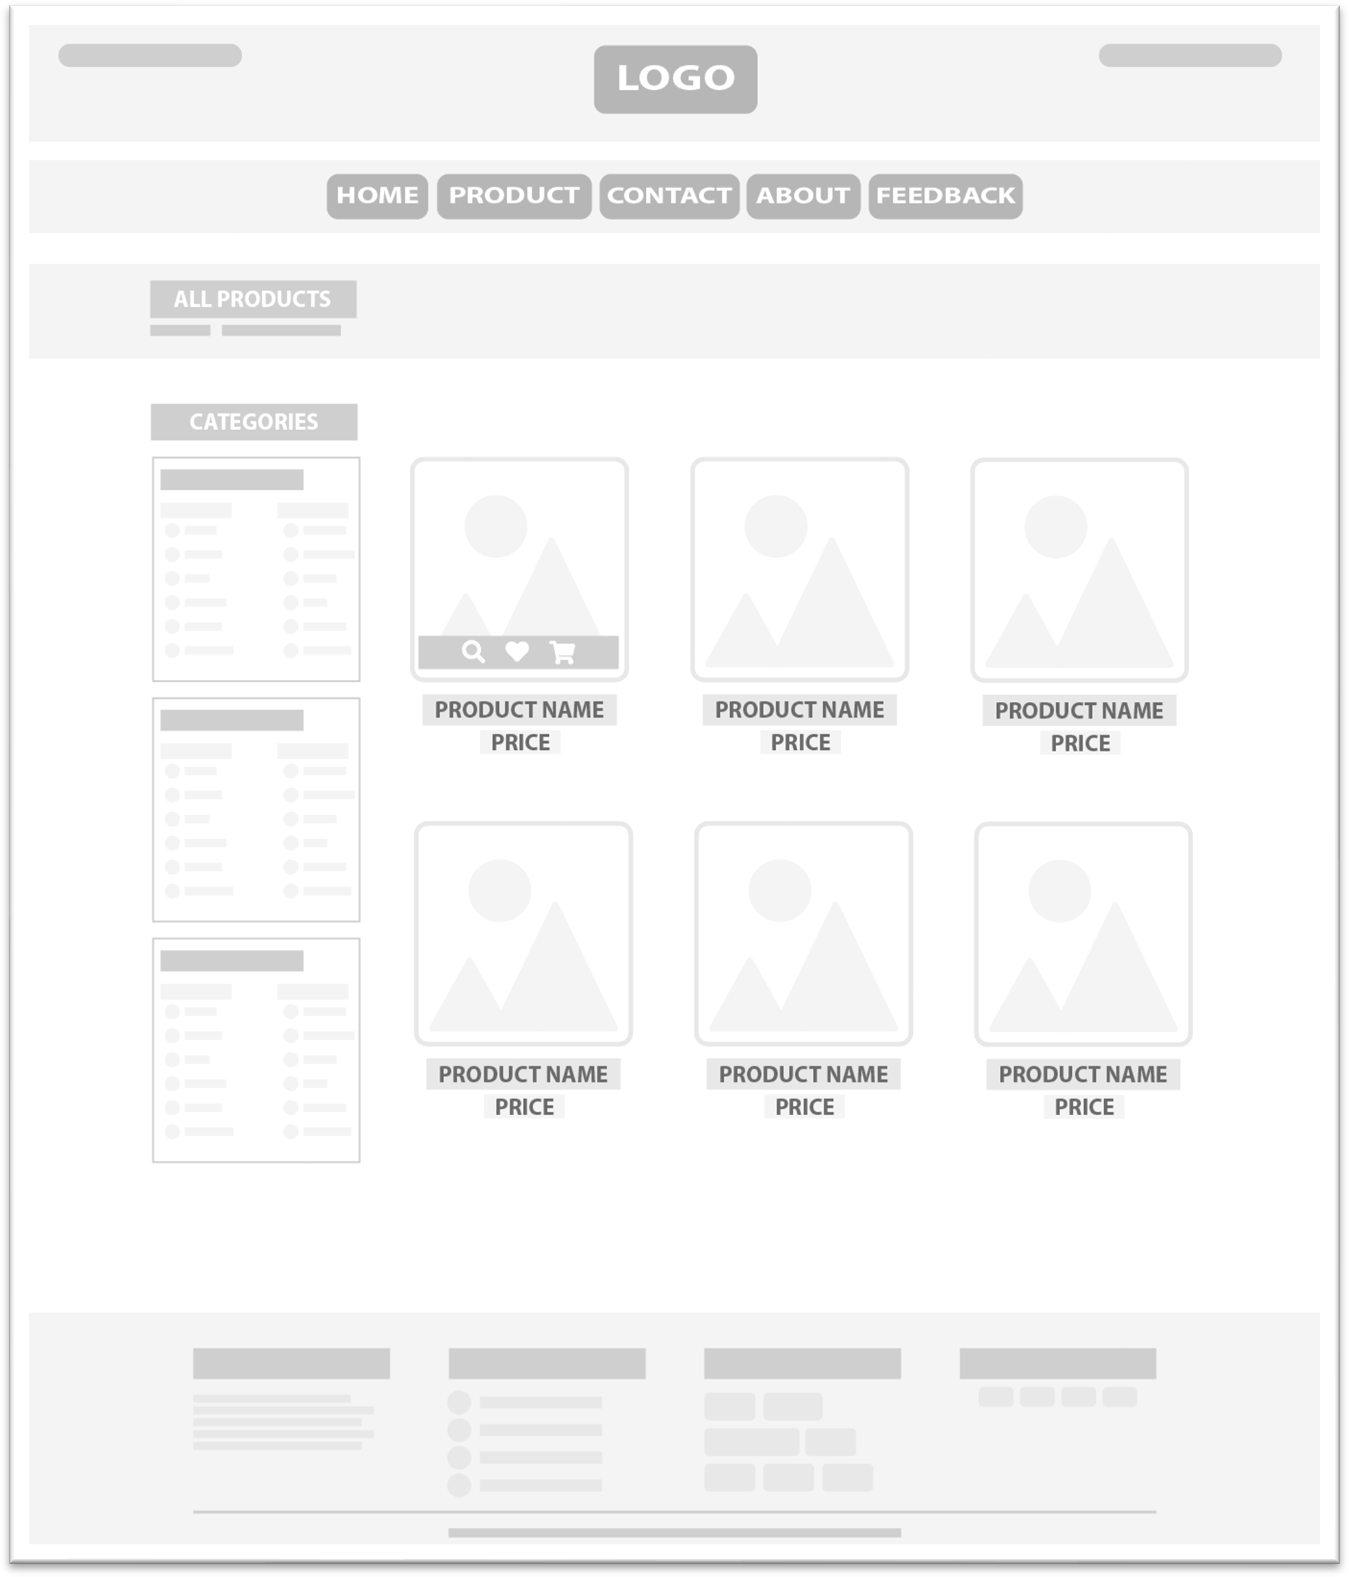 LOGO
HOME PRODUCT CONTACT ABOUT FEEDBACK
ALL PRODUCTS
CATEGORIES
PRODUCT NAME PRODUCT NAME PRODUCT NAME
PRICE PRICE PRICE
PRODUCT NAME PRODUCT NAME PRODUCT NAME
PRICE PRICE PRICE